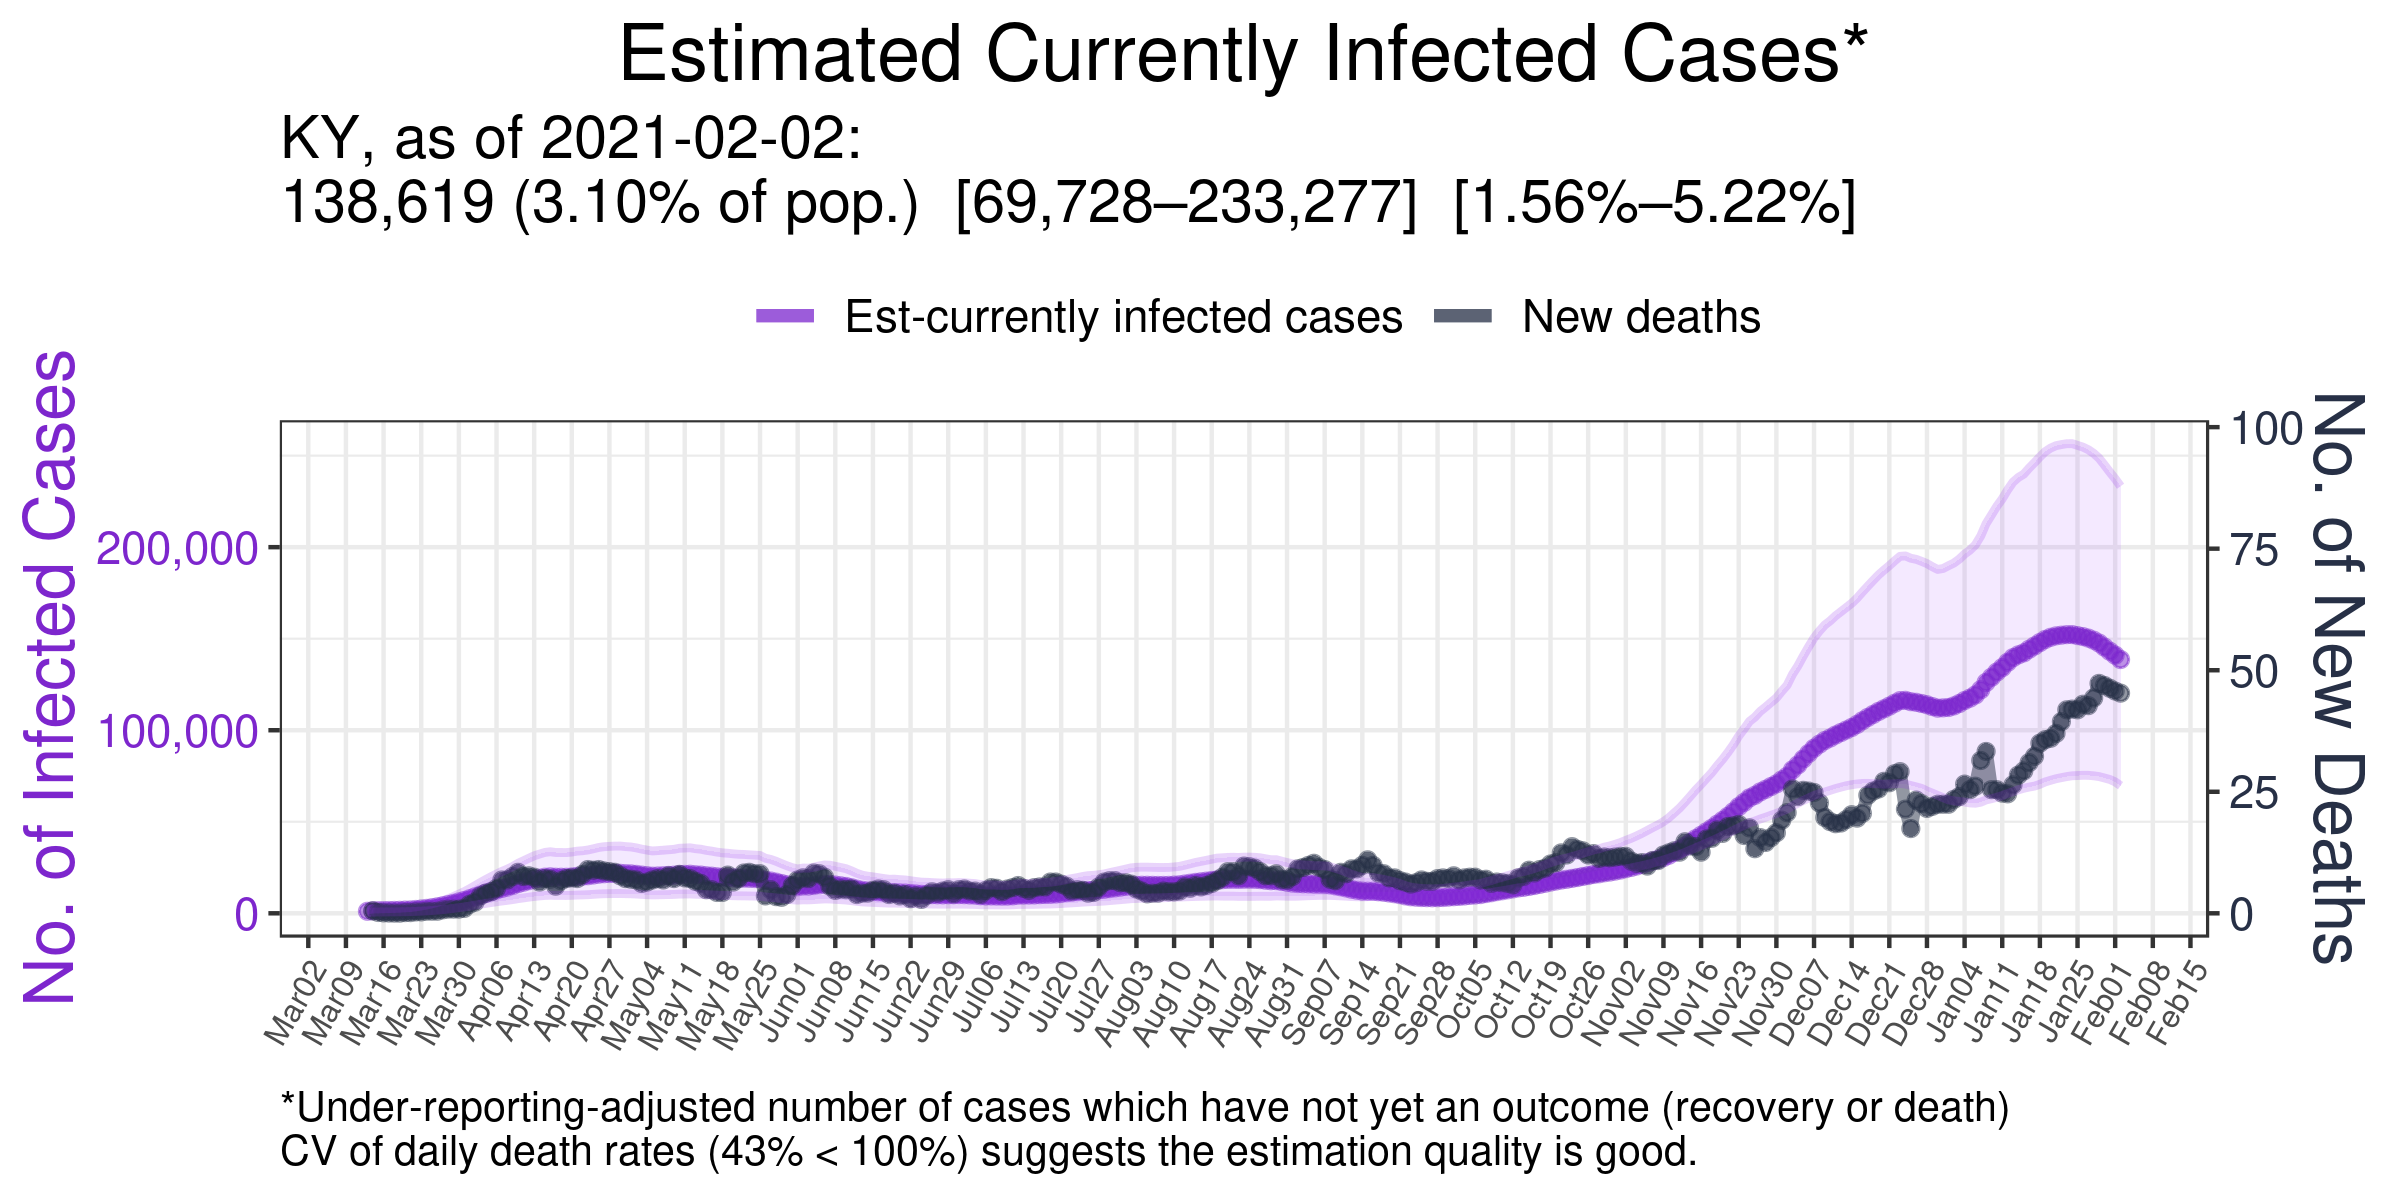 Estimated Currently Infected Cases*
KY, as of 2021-02-02:
138,619 (3.10% of pop.) [69,728–233,277] [1.56%–5.22%]
Est-currently infected cases
New deaths
No. of Infected Cases
200,000
100,000
0
100
75
50
25
0
No. of New Deaths
Mar02
Mar09
Mar16
Mar23
Mar30
Apr06
Apr13
Apr20
Apr27
May04
May11
May18
May25
Jun01
Jun08
Jun15
Jun22
Jun29
Jul06
Jul13
Jul20
Jul27
Aug03
Aug10
Aug17
Aug24
Aug31
Sep07
Sep14
Sep21
Sep28
Oct05
Oct12
Oct19
Oct26
Nov02
Nov09
Nov16
Nov23
Nov30
Dec07
Dec14
Dec21
Dec28
Jan04
Jan11
Jan18
Jan25
Feb01
Feb08
Feb15
*Under-reporting-adjusted number of cases which have not yet an outcome (recovery or death)
CV of daily death rates (43% < 100%) suggests the estimation quality is good.